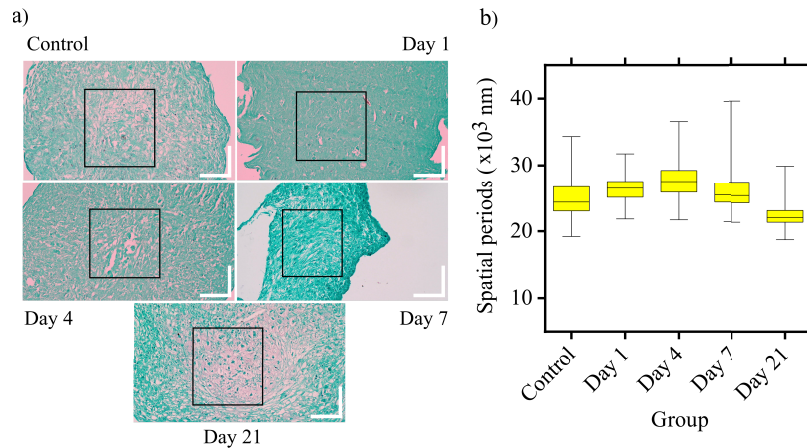 a)
Control
Day 1
Day 4
Day 7
Day 21
b)
Spatial periods (x10³ nm)
40
30
20
10
Control
Day 1
Day 4
Day 7
Day 21
Group